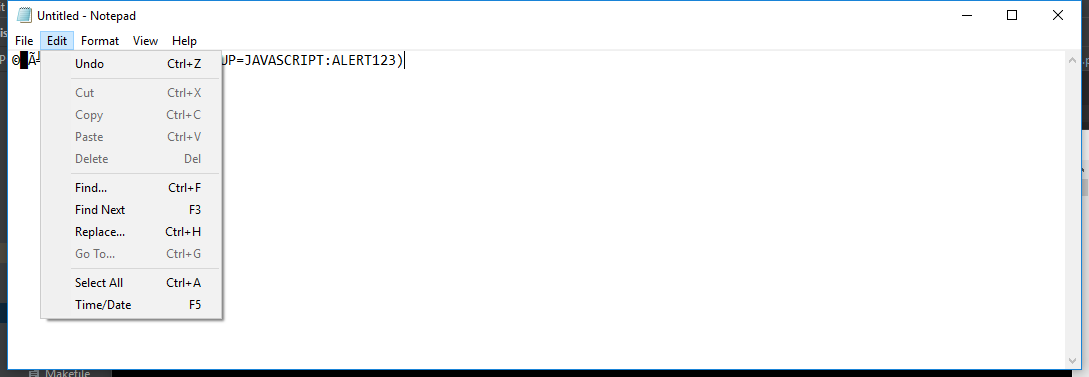 Untitled - Notepad
File Edit Format View Help
UP=JAVASCRIPT:ALERT123)
Undo Ctrl+Z
Cut Ctrl+X
Copy Ctrl+C
Paste Ctrl+V
Delete Del
Find... Ctrl+F
Find Next F3
Replace... Ctrl+H
Go To... Ctrl+G
Select All Ctrl+A
Time/Date F5
Makefile